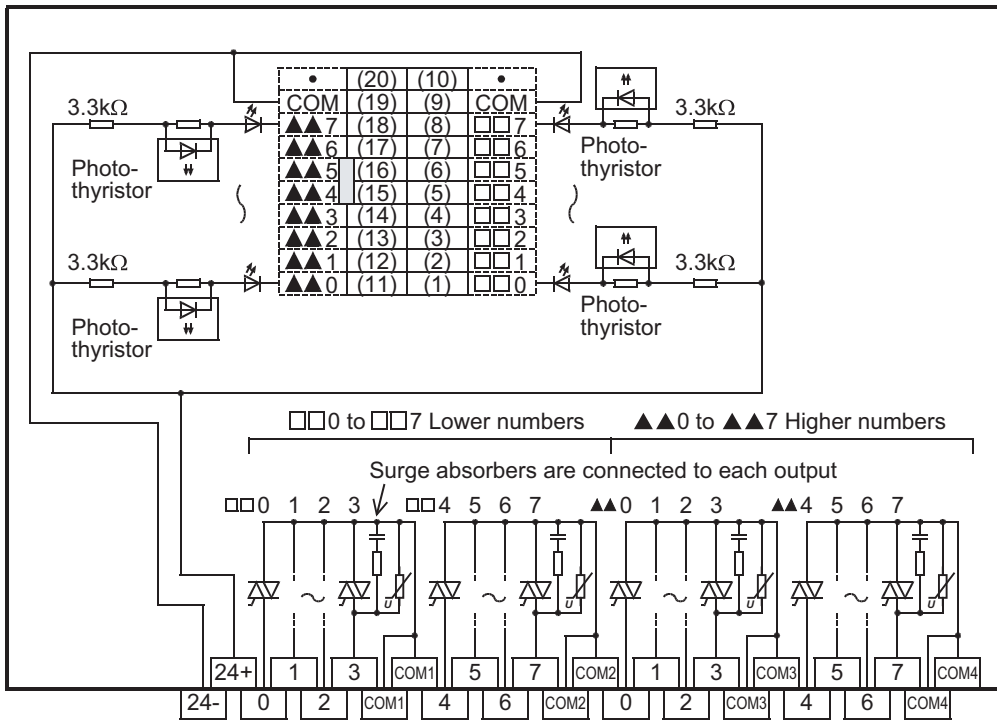 • (20) (10) •
COM (19) (9) COM
3.3kΩ ▲▲7 (18) (8) □□7 3.3kΩ
▲▲6 (17) (7) □□6
Photo-
thyristor
▲▲5 (16) (6) □□5
Photo-
thyristor
▲▲4 (15) (5) □□4
▲▲3 (14) (4) □□3
▲▲2 (13) (3) □□2
3.3kΩ ▲▲1 (12) (2) □□1 3.3kΩ
▲▲0 (11) (1) □□0
Photo-
thyristor
Photo-
thyristor
□□0 to □□7 Lower numbers ▲▲0 to ▲▲7 Higher numbers
Surge absorbers are connected to each output
□□0 1 2 3 □□4 5 6 7 ▲▲0 1 2 3 ▲▲4 5 6 7
U U U U
24+ 1 3 COM1 5 7 COM2 1 3 COM3 5 7 COM4
24- 0 2 COM1 4 6 COM2 0 2 COM3 4 6 COM4